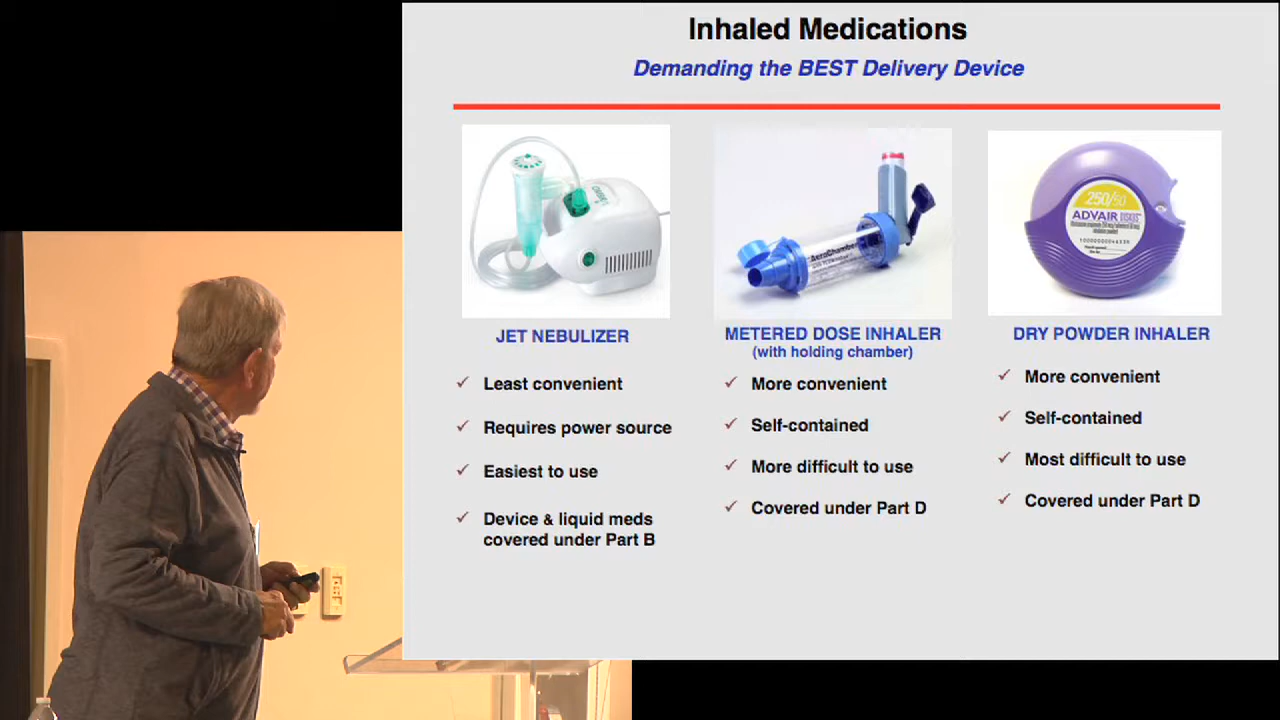 Inhaled Medications
Demanding the BEST Delivery Device
AeroChamber
250/50
ADVAIR DISKUS
JET NEBULIZER
METERED DOSE INHALER
(with holding chamber)
DRY POWDER INHALER
✓ Least convenient
✓ Requires power source
✓ Easiest to use
✓ Device & liquid meds
covered under Part B
✓ More convenient
✓ Self-contained
✓ More difficult to use
✓ Covered under Part D
✓ More convenient
✓ Self-contained
✓ Most difficult to use
✓ Covered under Part D